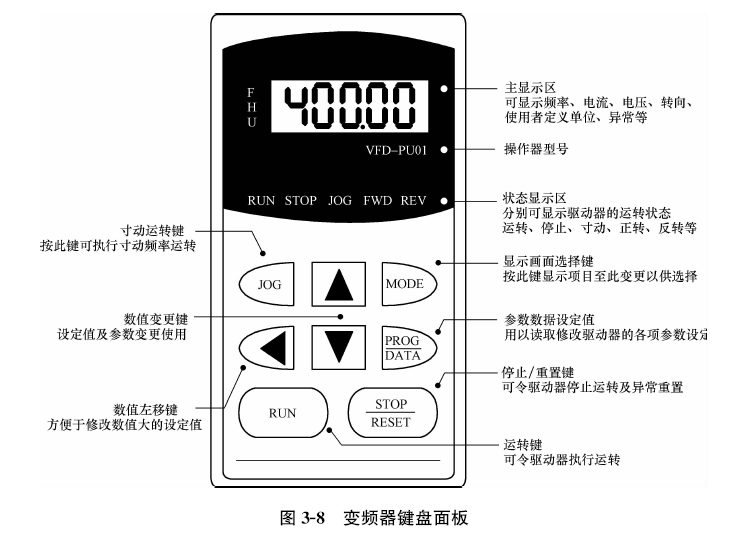 F
H
U
400.00
VFD-PU01
RUN STOP JOG FWD REV
主显示区
可显示频率、电流、电压、转向、
使用者定义单位、异常等
操作器型号
状态显示区
分别可显示驱动器的运转状态
运转、停止、寸动、正转、反转等
寸动运转键
按此键可执行寸动频率运转
显示画面选择键
按此键显示项目至此变更以供选择
JOG
MODE
数值变更键
设定值及参数变更使用
参数数据设定值
用以读取修改驱动器的各项参数设定
PROG
DATA
停止/重置键
可令驱动器停止运转及异常重置
数值左移键
方便于修改数值大的设定值
RUN
STOP
RESET
运转键
可令驱动器执行运转
图 3-8 变频器键盘面板